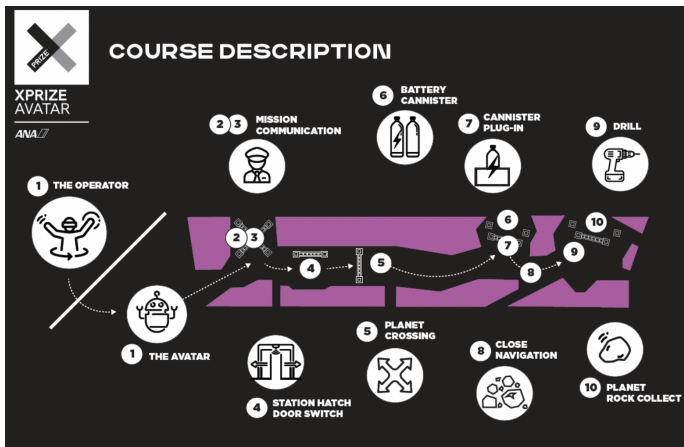 PRIZE
XPRIZE
AVATAR
ANA
COURSE DESCRIPTION
6 BATTERY
CANNISTER
2 3 MISSION
COMMUNICATION
7 CANNISTER
PLUG-IN
9 DRILL
1 THE OPERATOR
2 3
4
5
6
7
8
9
10
1 THE AVATAR
4 STATION HATCH
DOOR SWITCH
5 PLANET
CROSSING
8 CLOSE
NAVIGATION
10 PLANET
ROCK COLLECT